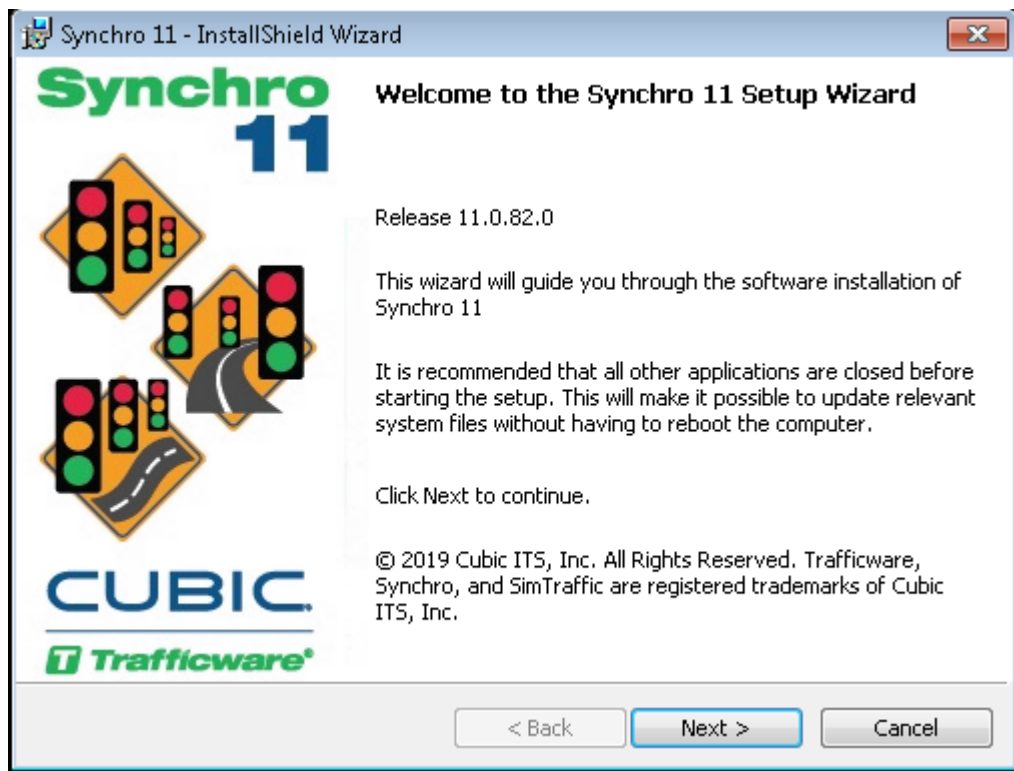 Synchro 11 - InstallShield Wizard
Synchro
11
Welcome to the Synchro 11 Setup Wizard
Release 11.0.82.0
This wizard will guide you through the software installation of
Synchro 11
It is recommended that all other applications are closed before
starting the setup. This will make it possible to update relevant
system files without having to reboot the computer.
Click Next to continue.
© 2019 Cubic ITS, Inc. All Rights Reserved. Trafficware,
Synchro, and SimTraffic are registered trademarks of Cubic
ITS, Inc.
CUBIC
T Trafficware®
< Back
Next >
Cancel